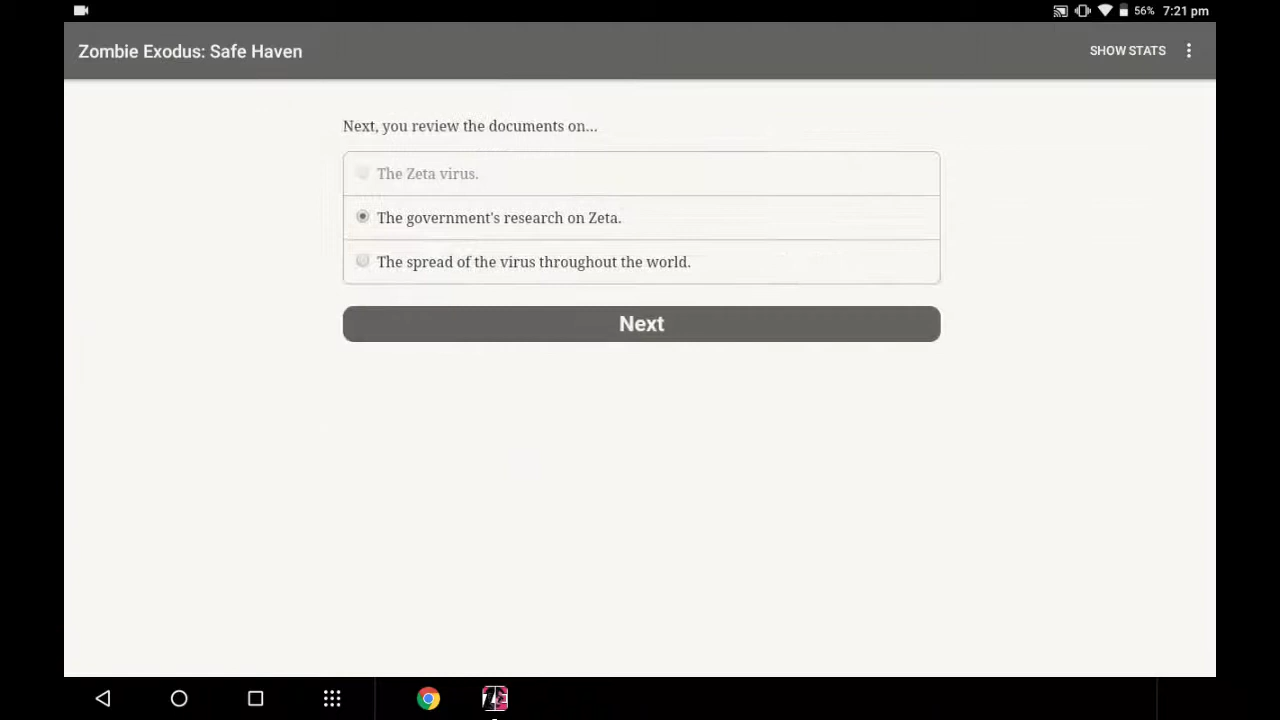 56% 7:21 pm
Zombie Exodus: Safe Haven
SHOW STATS
Next, you review the documents on...
The Zeta virus.
The government's research on Zeta.
The spread of the virus throughout the world.
Next
ZE